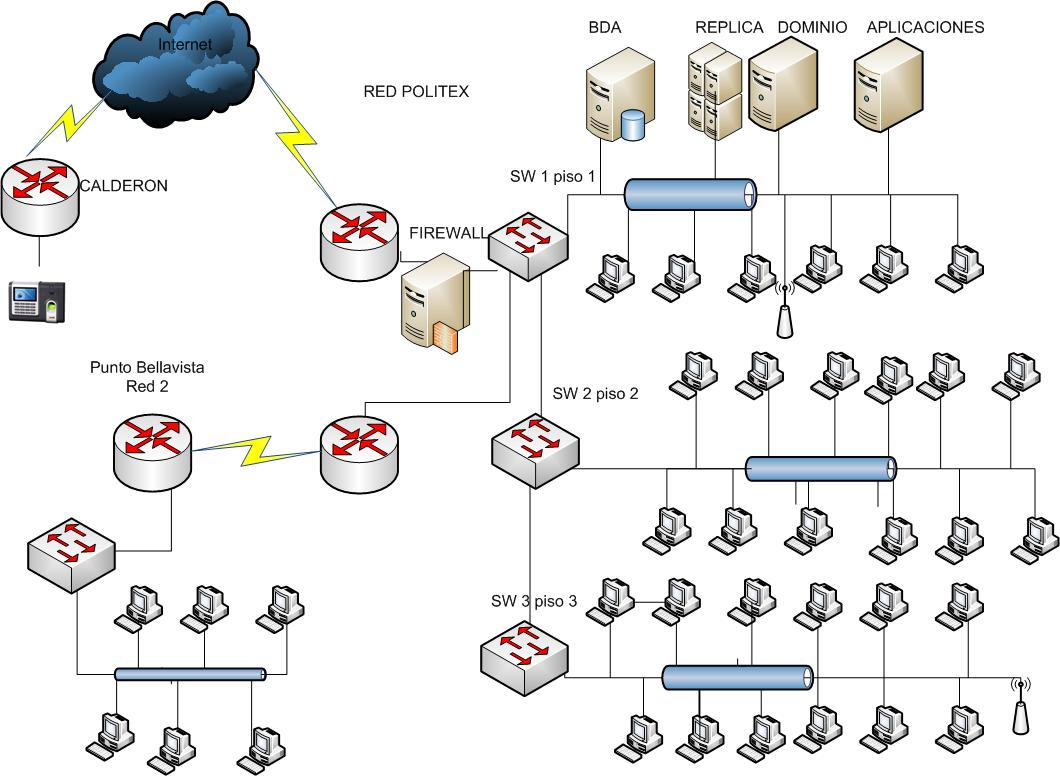 Internet
RED POLITEX
BDA
REPLICA
DOMINIO
APLICACIONES
CALDERON
SW 1 piso 1
FIREWALL
Punto Bellavista
Red 2
SW 2 piso 2
SW 3 piso 3